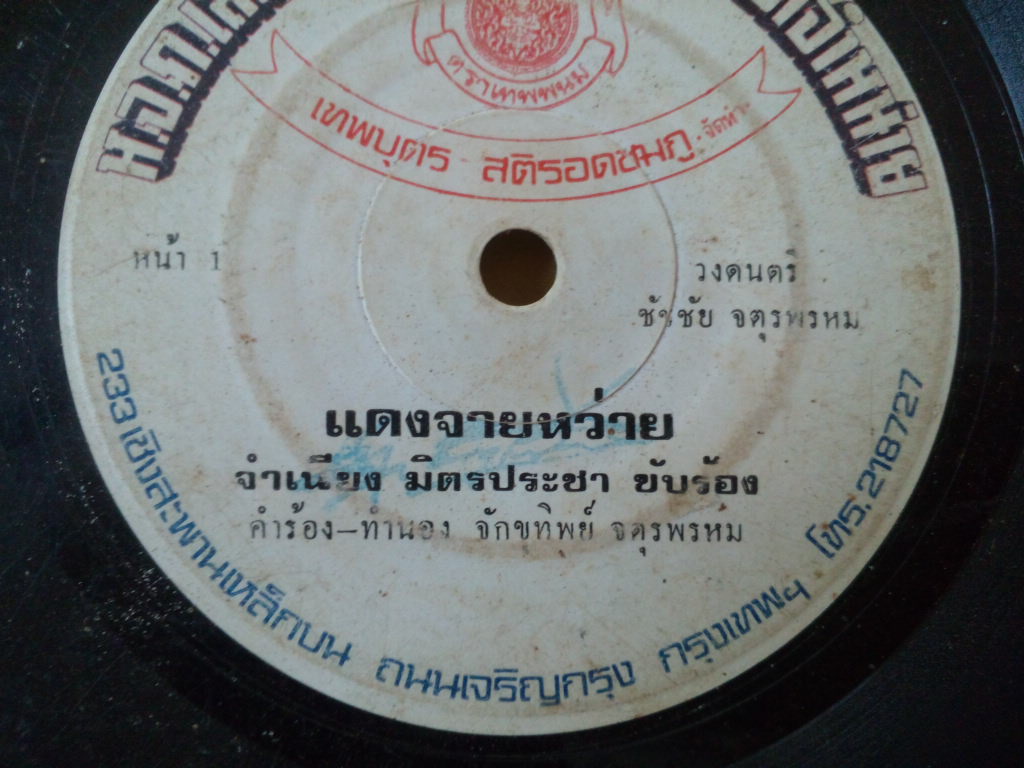 ตราเทพพนม
เทพบุตร สติรอดชมภู จัดทำ
จำหน่าย
หน้า 1
วงดนตรี
ชัยชัย จตุรพรหม
แดงจายหว่าย
จำเนียง มิตรประชา ขับร้อง
คำร้อง-ทำนอง จักขทิพย์ จตุรพรหม
233 เชิงสะพานเหล็กบน ถนนเจริญกรุง กรุงเทพฯ โทร.218727